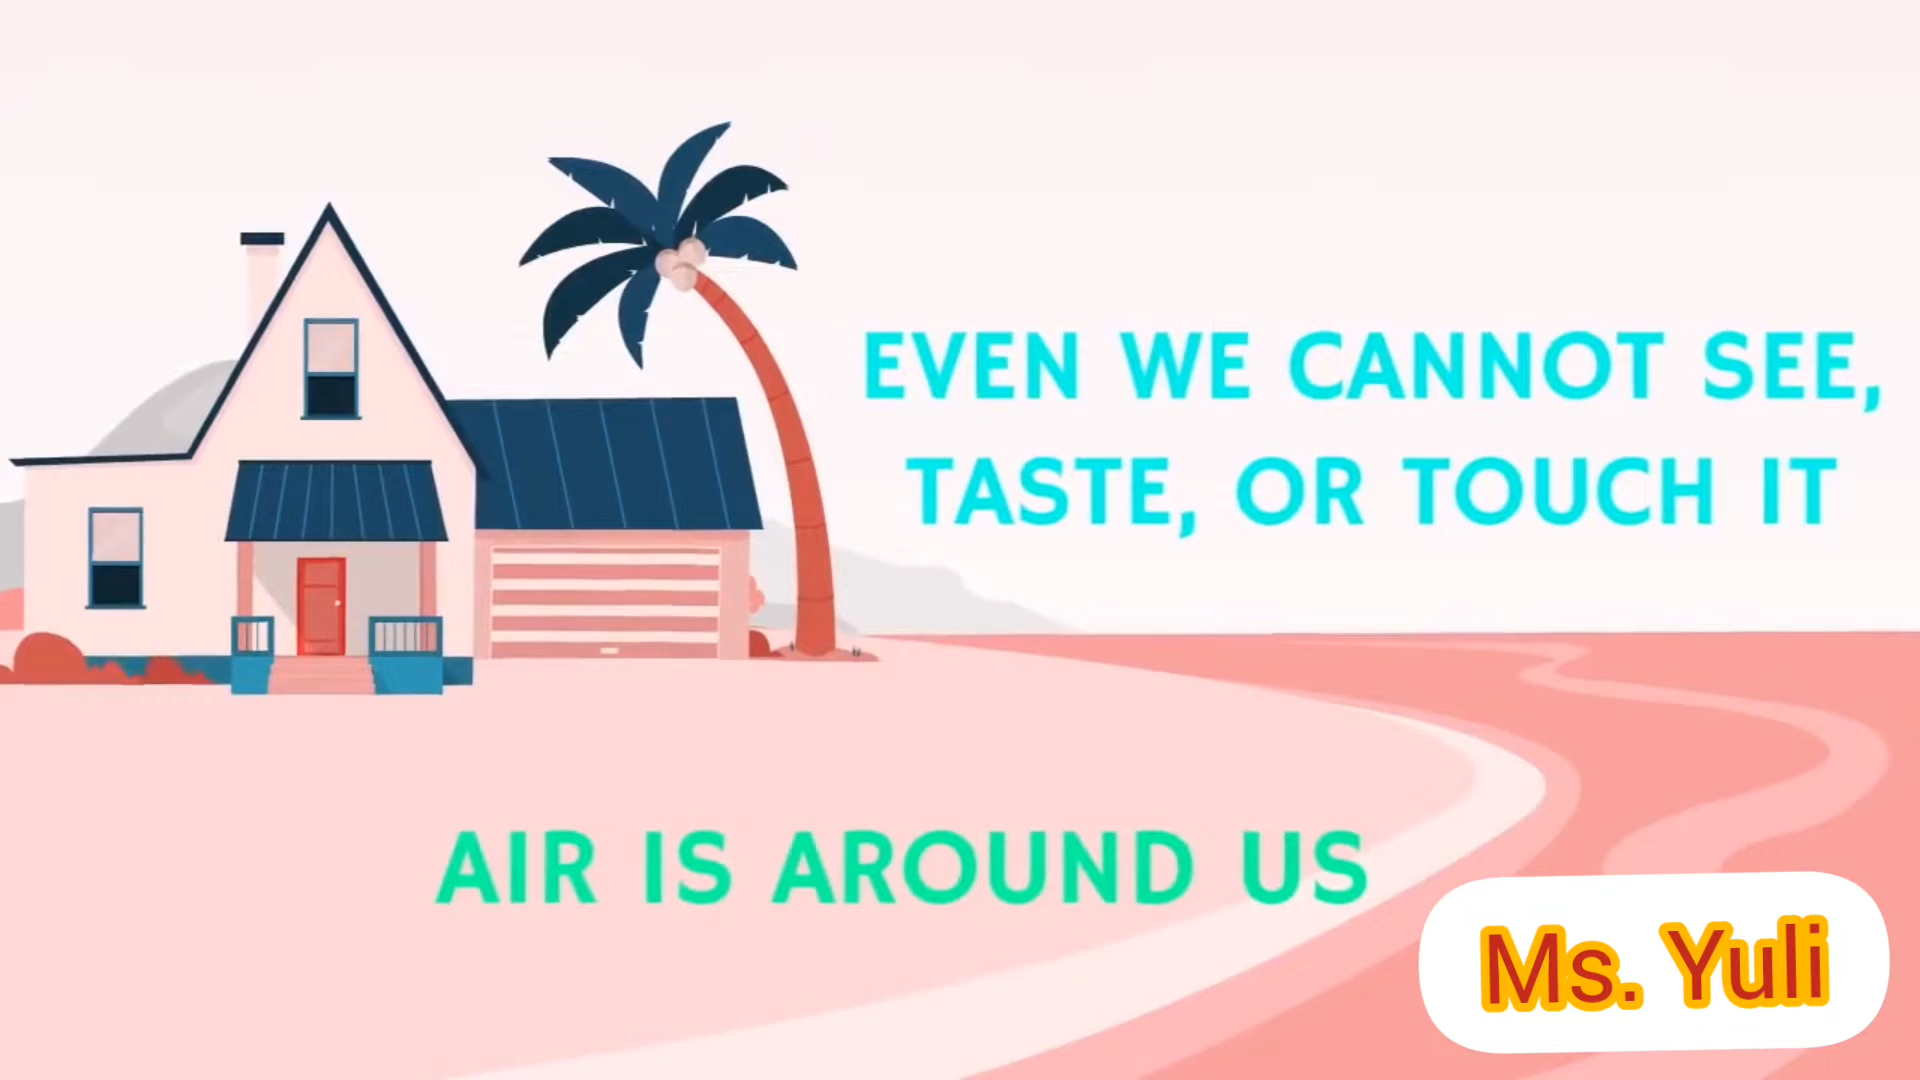 EVEN WE CANNOT SEE,
TASTE, OR TOUCH IT
AIR IS AROUND US
Ms. Yuli